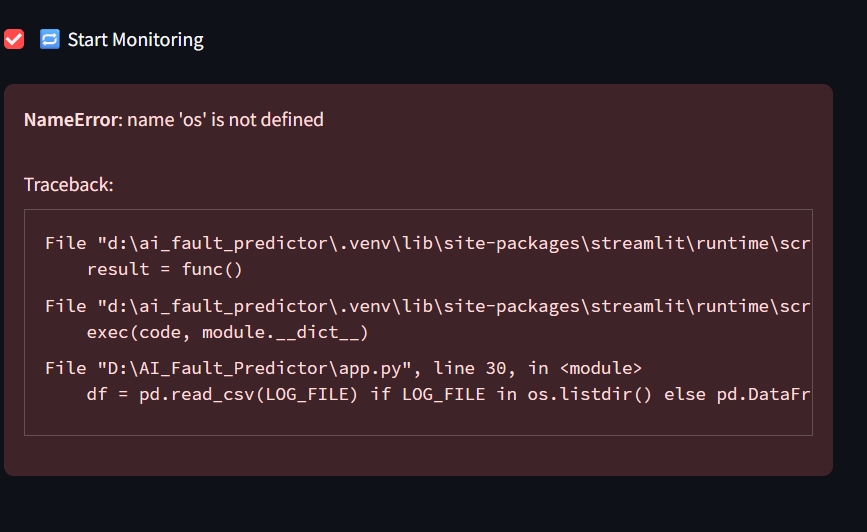 Start Monitoring
NameError: name 'os' is not defined
Traceback:
File "d:\ai_fault_predictor\.venv\lib\site-packages\streamlit\runtime\scr
result = func()
File "d:\ai_fault_predictor\.venv\lib\site-packages\streamlit\runtime\scr
exec(code, module.__dict__)
File "D:\AI_Fault_Predictor\app.py", line 30, in <module>
df = pd.read_csv(LOG_FILE) if LOG_FILE in os.listdir() else pd.DataFr